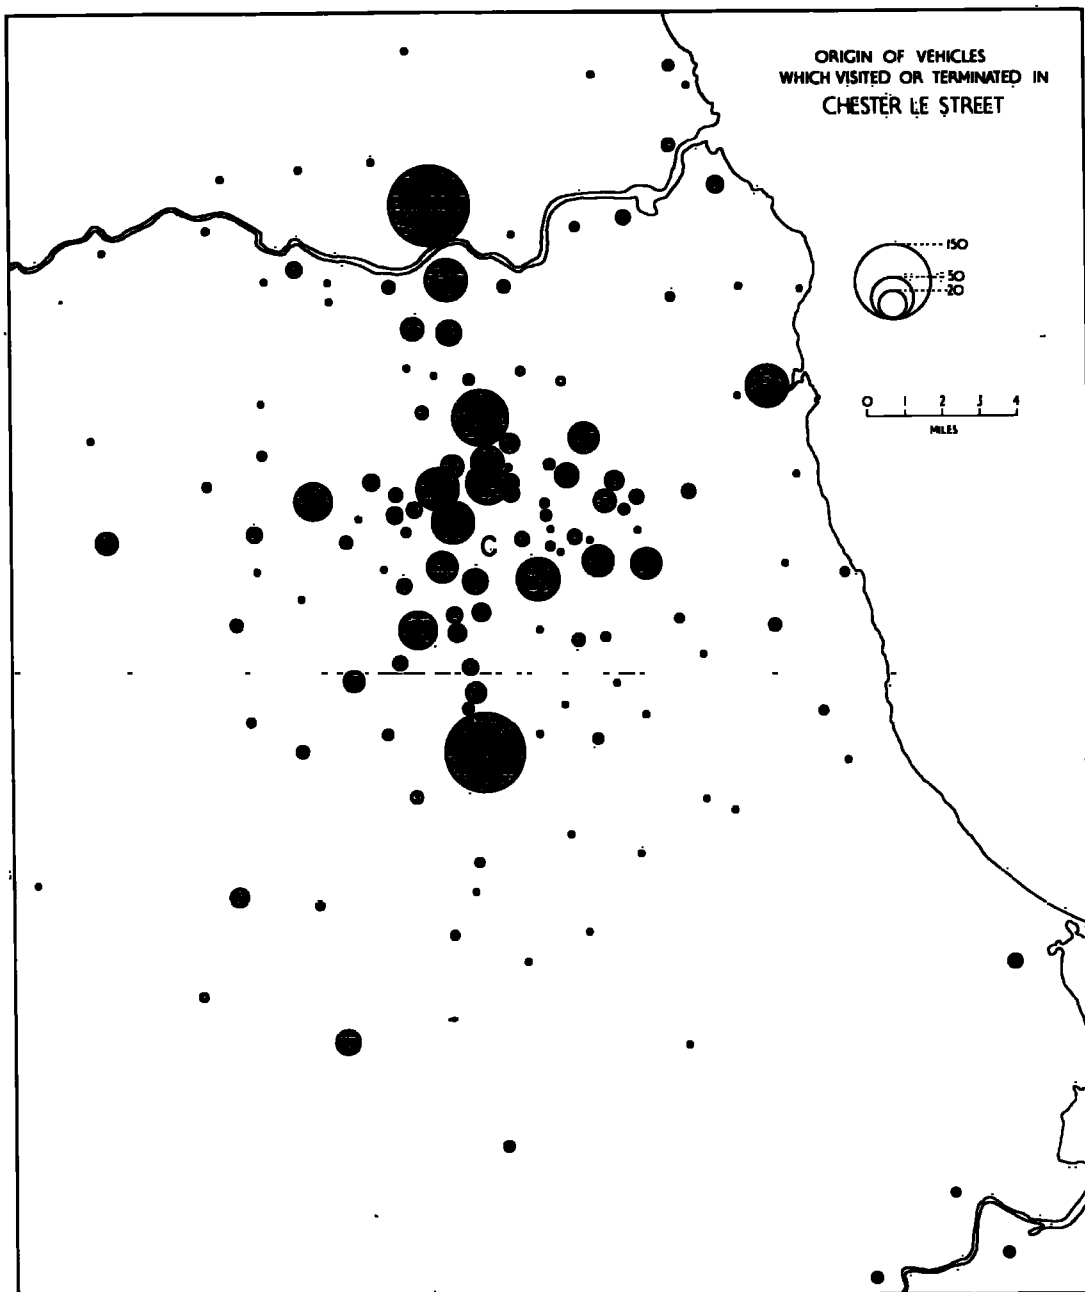 ORIGIN OF VEHICLES
WHICH VISITED OR TERMINATED IN
CHESTER LE STREET
150
50
20
0 1 2 3 4
MILES
C